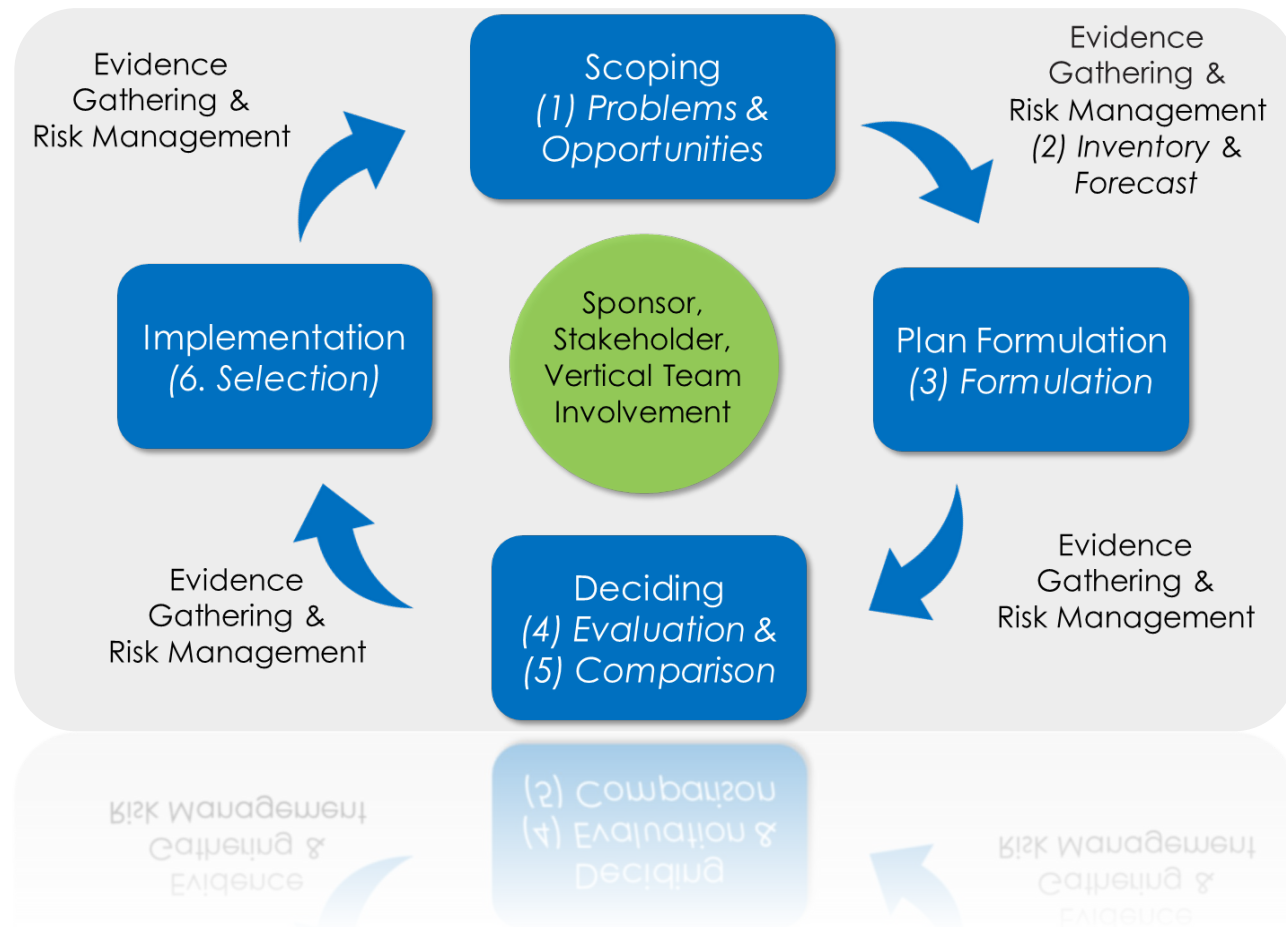 Evidence
Gathering &
Risk Management
Scoping
(1) Problems &
Opportunities
Evidence
Gathering &
Risk Management
(2) Inventory &
Forecast
Implementation
(6. Selection)
Sponsor,
Stakeholder,
Vertical Team
Involvement
Plan Formulation
(3) Formulation
Evidence
Gathering &
Risk Management
Deciding
(4) Evaluation &
(5) Comparison
Evidence
Gathering &
Risk Management